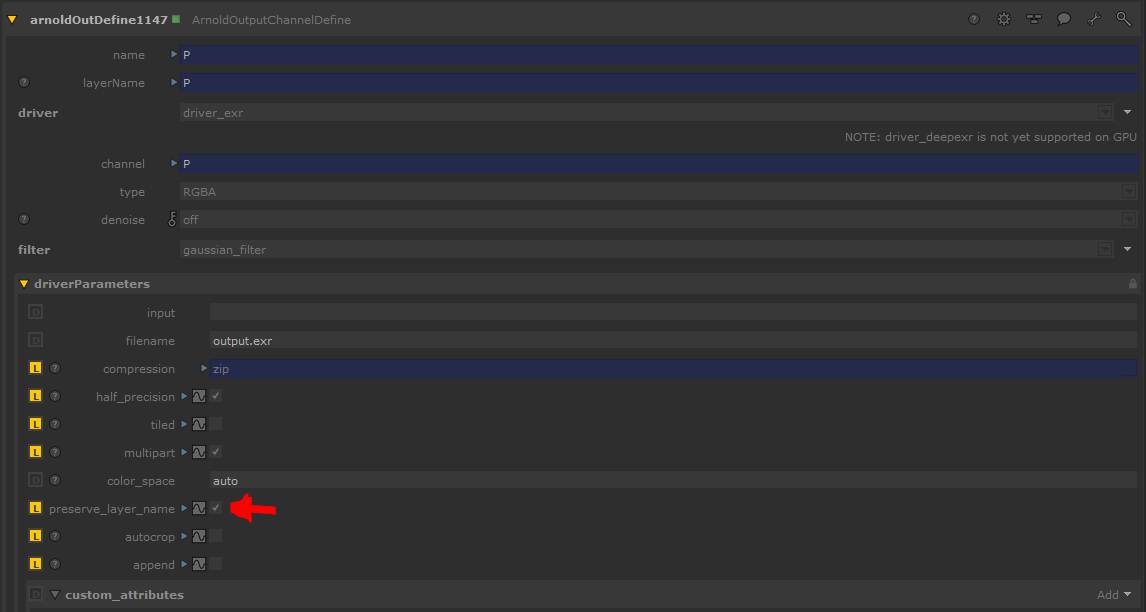 arnoldOutDefine1147 ArnoldOutputChannelDefine
name P
layerName P
driver driver_exr
NOTE: driver_deepexr is not yet supported on GPU
channel P
type RGBA
denoise off
filter gaussian_filter
driverParameters
D input
D filename output.exr
L compression zip
L half_precision
L tiled
L multipart
D color_space auto
L preserve_layer_name
L autocrop
L append
D custom_attributes Add